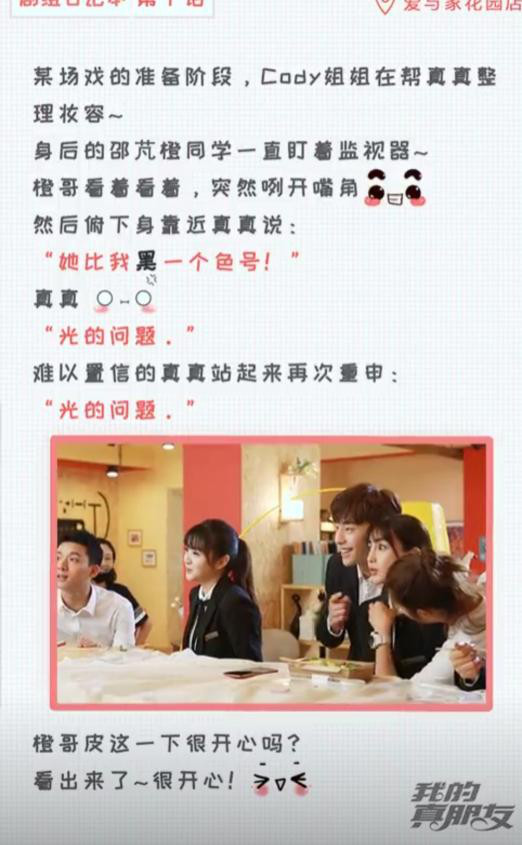 爱与家花园店
某场戏的准备阶段，Cody姐姐在帮真真整
理妆容~
身后的邵芃橙同学一直盯着监视器~
橙哥看着看着，突然咧开嘴角
然后俯下身靠近真真说：
“她比我黑一个色号！”
真真
“光的问题．”
难以置信的真真站起来再次重申：
“光的问题．”
橙哥皮这一下很开心吗？
看出来了~很开心！
我的
真朋友